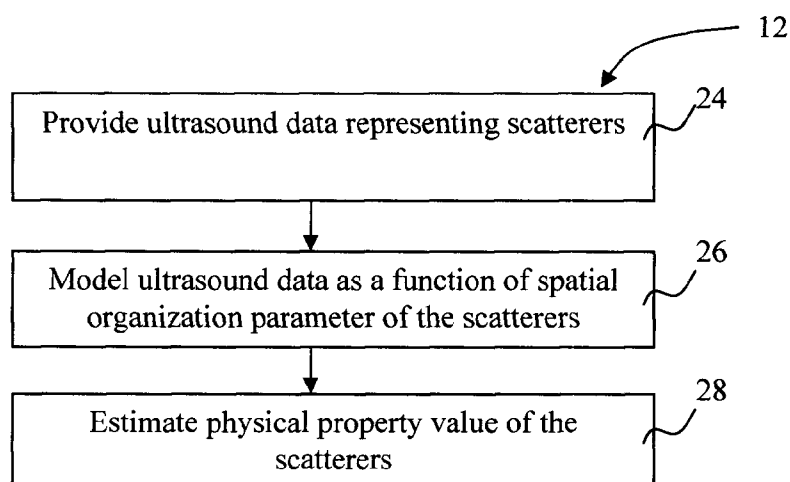 12
24
Provide ultrasound data representing scatterers
26
Model ultrasound data as a function of spatial
organization parameter of the scatterers
28
Estimate physical property value of the
scatterers